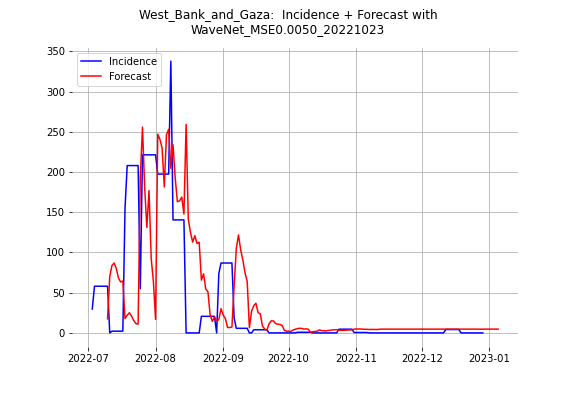 West_Bank_and_Gaza:  Incidence + Forecast with
WaveNet_MSE0.0050_20221023
Incidence
Forecast
350
300
250
200
150
100
50
0
2022-07 2022-08 2022-09 2022-10 2022-11 2022-12 2023-01